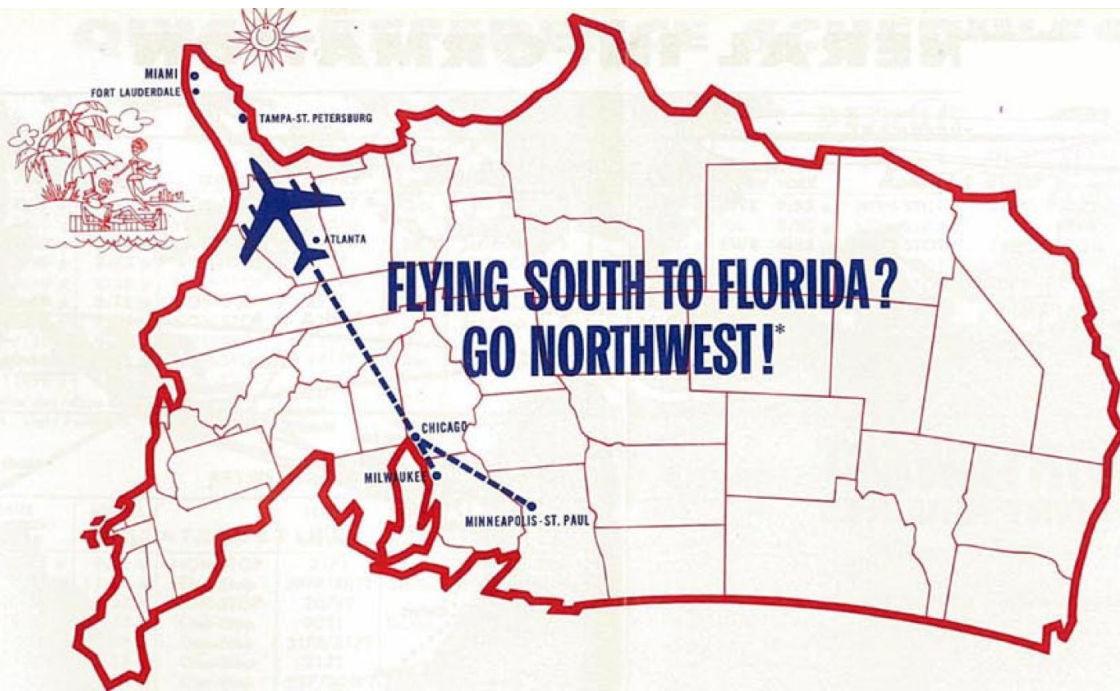 MIAMI
FORT LAUDERDALE
TAMPA-ST. PETERSBURG
ATLANTA
FLYING SOUTH TO FLORIDA?
GO NORTHWEST!*
CHICAGO
MILWAUKEE
MINNEAPOLIS-ST. PAUL